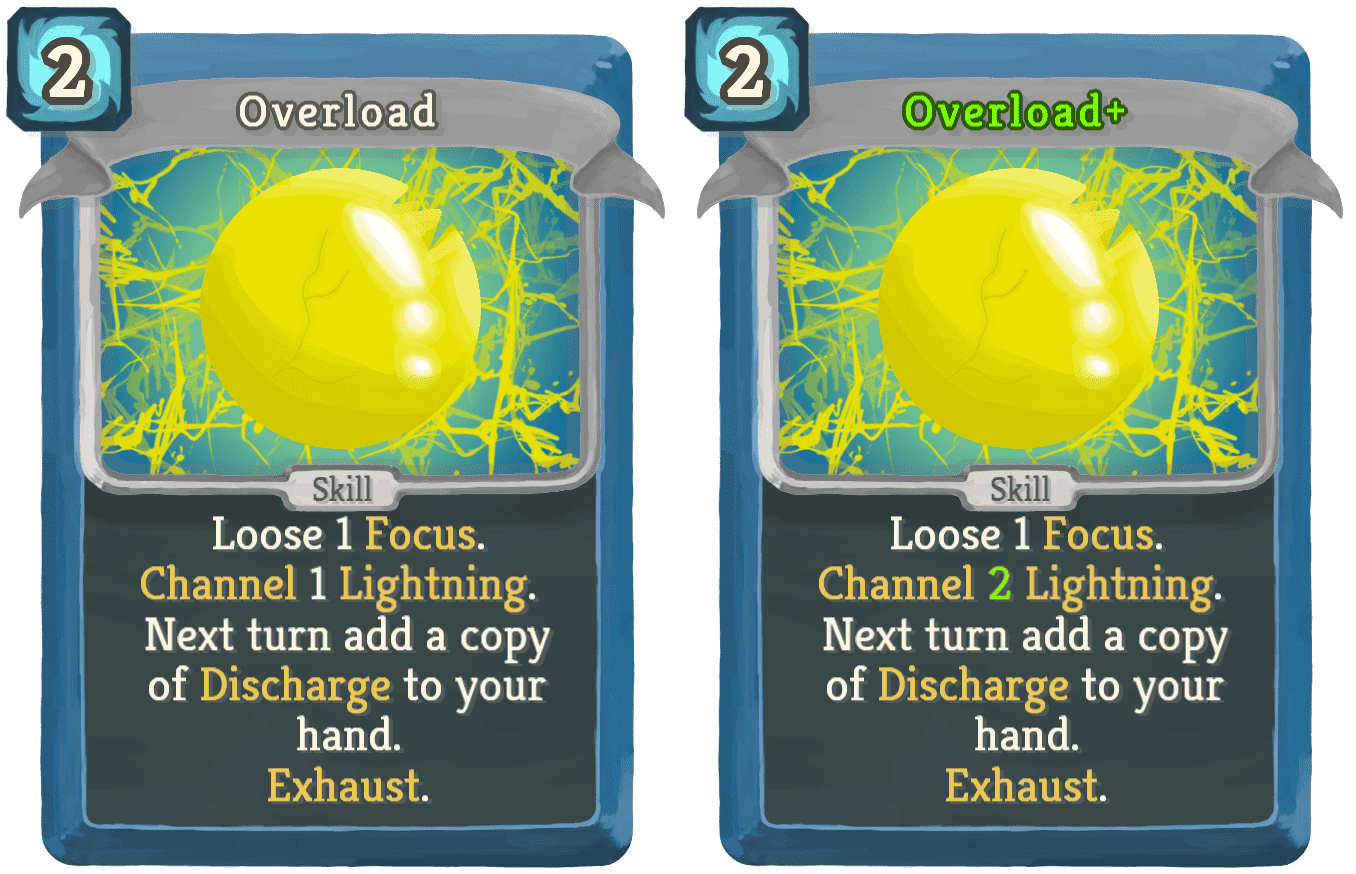 2
Overload
Skill
Loose 1 Focus.
Channel 1 Lightning.
Next turn add a copy
of Discharge to your
hand.
Exhaust.
2
Overload+
Skill
Loose 1 Focus.
Channel 2 Lightning.
Next turn add a copy
of Discharge to your
hand.
Exhaust.